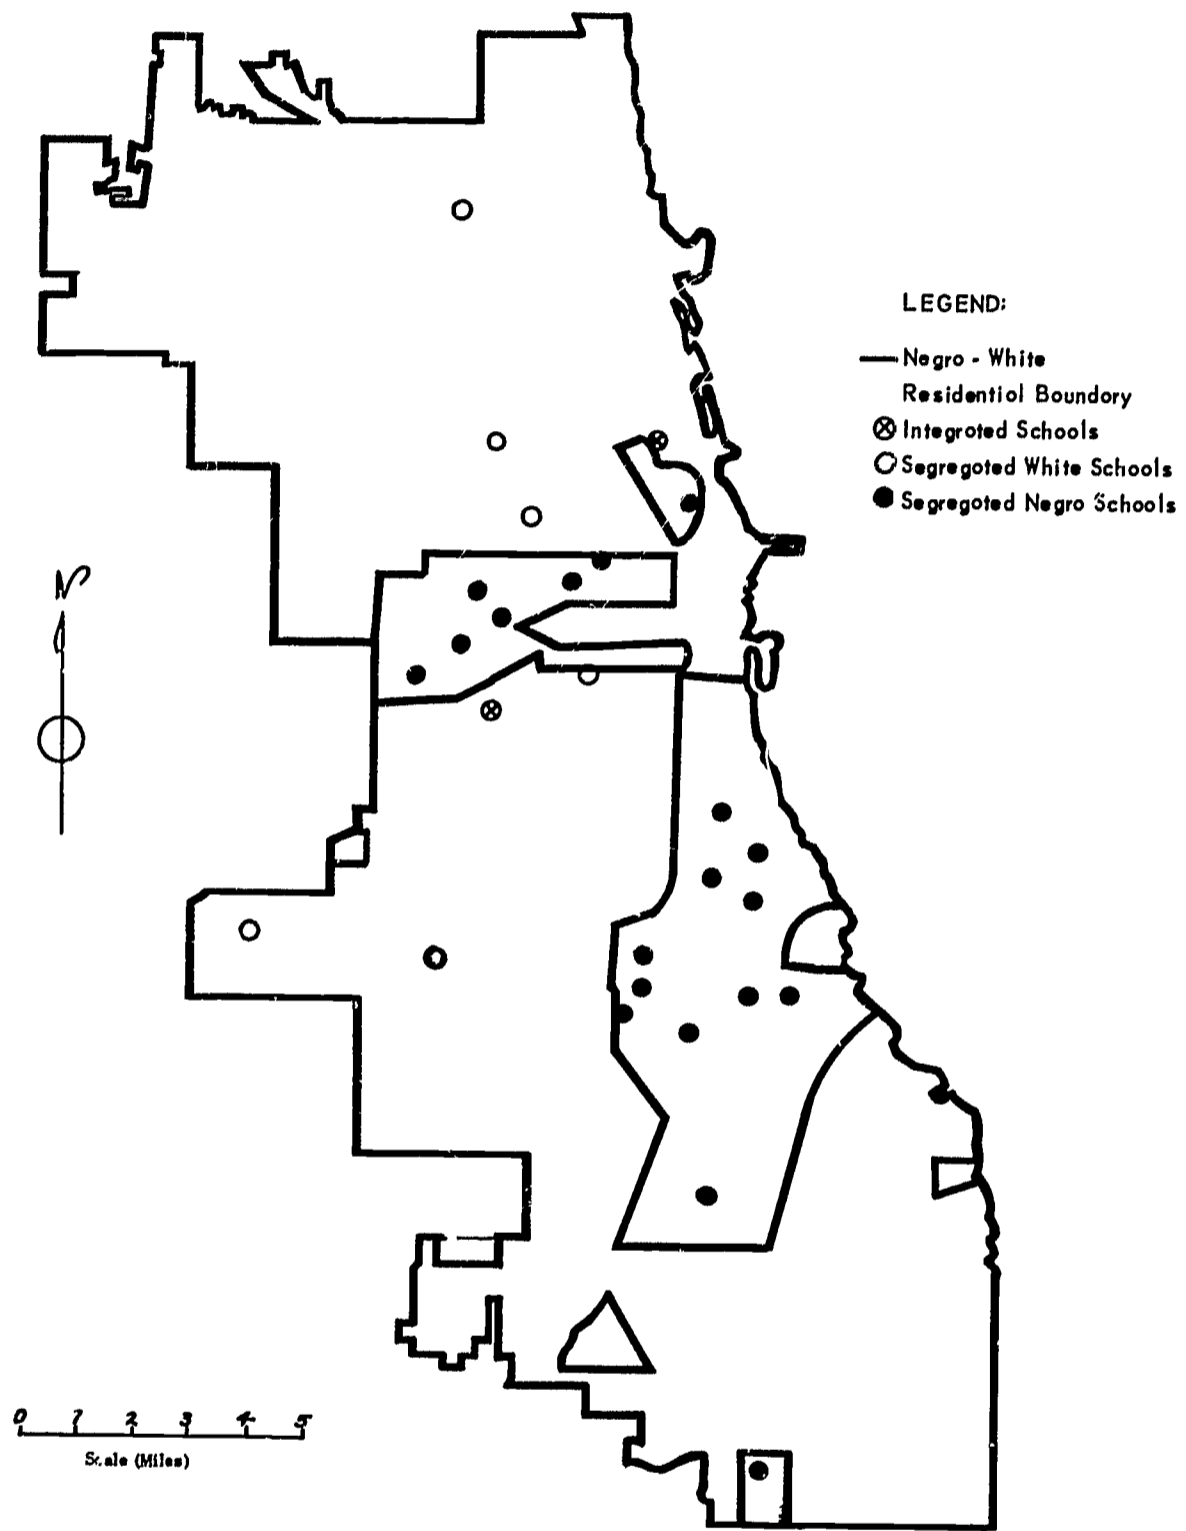 LEGEND:
Negro - White
Residentiol Boundory
Integroted Schools
Segregoted White Schools
Segregoted Negro Schools
N
0 1 2 3 4 5
Scale (Miles)